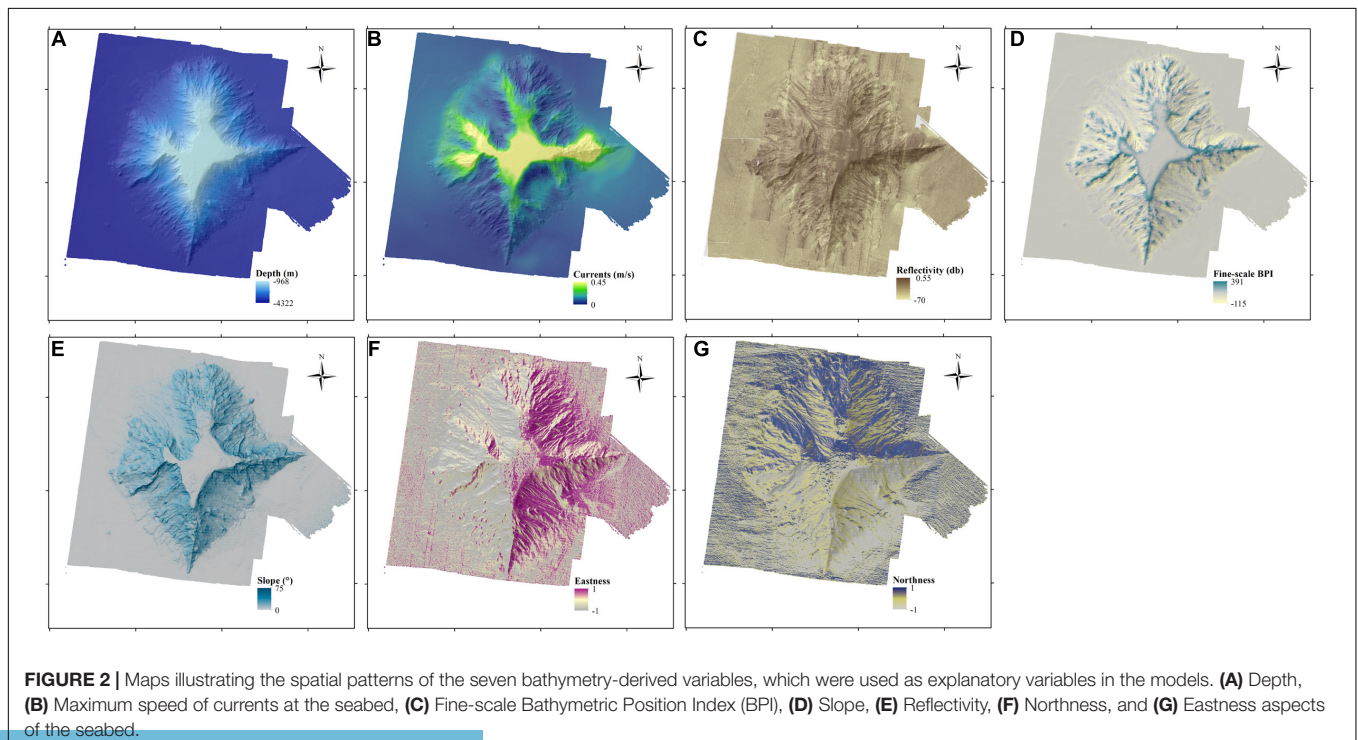 A
B
C
D
N
N
N
N
Depth (m)
-968
-4322
Currents (m/s)
0.45
0
Reflectivity (db)
0.55
-70
Fine-scale BPI
391
-115
E
F
G
N
N
N
Slope (°)
75
0
Eastness
1
-1
Northness
1
-1
FIGURE 2 | Maps illustrating the spatial patterns of the seven bathymetry-derived variables, which were used as explanatory variables in the models. (A) Depth,
(B) Maximum speed of currents at the seabed, (C) Fine-scale Bathymetric Position Index (BPI), (D) Slope, (E) Reflectivity, (F) Northness, and (G) Eastness aspects
of the seabed.